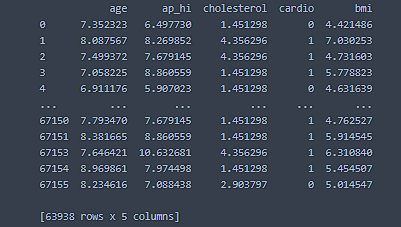 age ap_hi cholesterol cardio bmi
0 7.352323 6.497730 1.451298 0 4.421486
1 8.087567 8.269852 4.356296 1 7.030253
2 7.499372 7.679145 4.356296 1 4.731603
3 7.058225 8.860559 1.451298 1 5.778823
4 6.911176 5.907023 1.451298 0 4.631639
... ... ... ... ... ...
67150 7.793470 7.679145 1.451298 1 4.762527
67151 8.381665 8.860559 1.451298 1 5.914545
67153 7.646421 10.632681 4.356296 1 6.310840
67154 8.969861 7.974498 1.451298 1 5.454507
67155 8.234616 7.088438 2.903797 0 5.014547
[63938 rows x 5 columns]